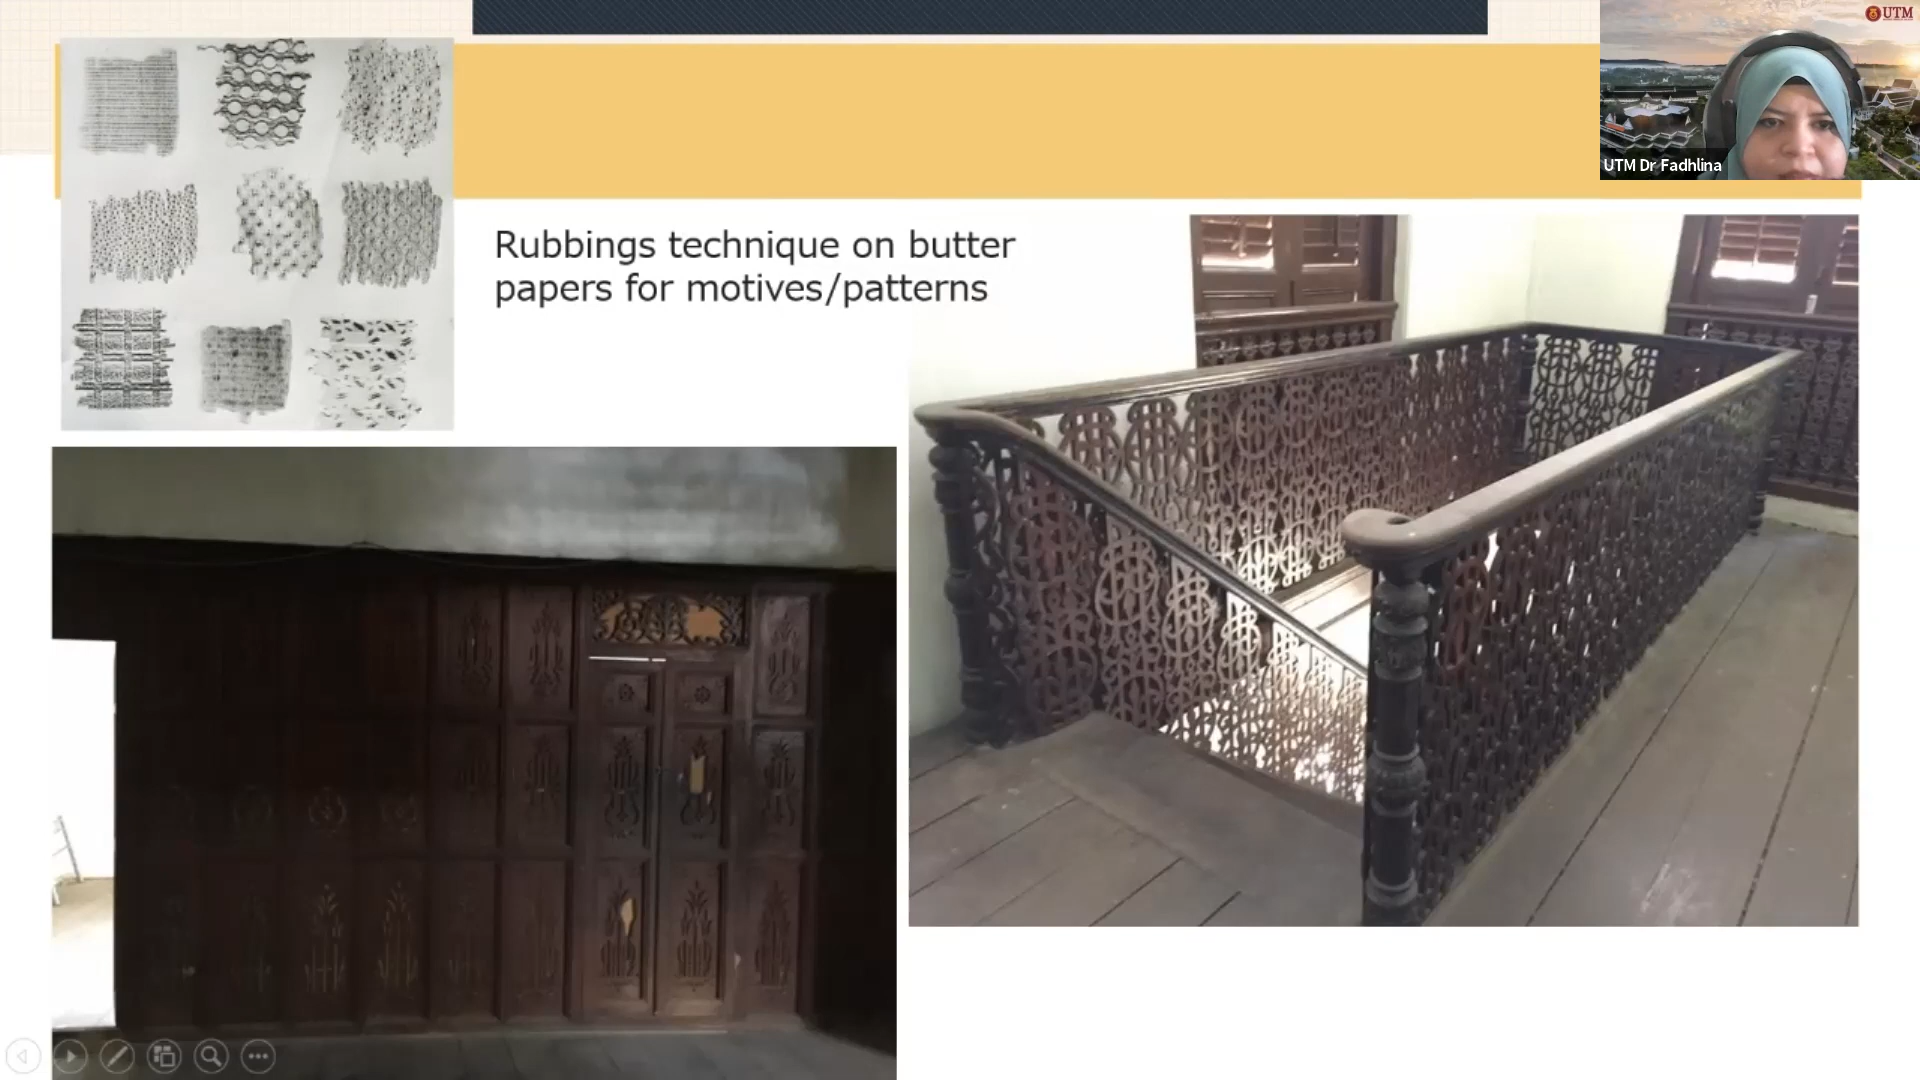 UTM
UTM Dr Fadhlina
Rubbings technique on butter
papers for motives/patterns